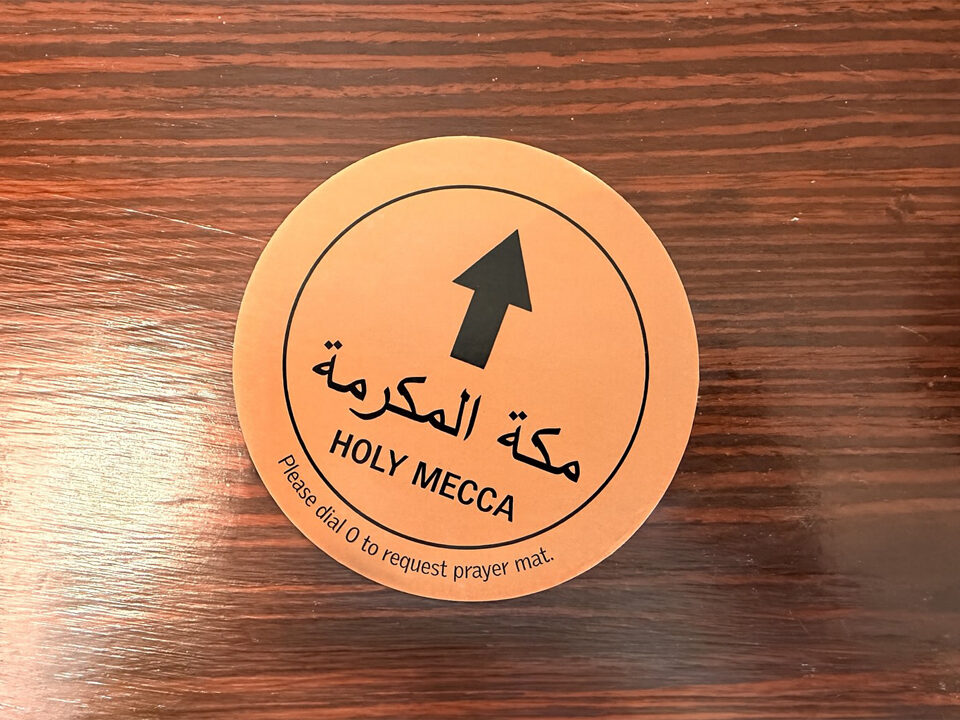 مكة المكرمة
HOLY MECCA
Please dial 0 to request prayer mat.